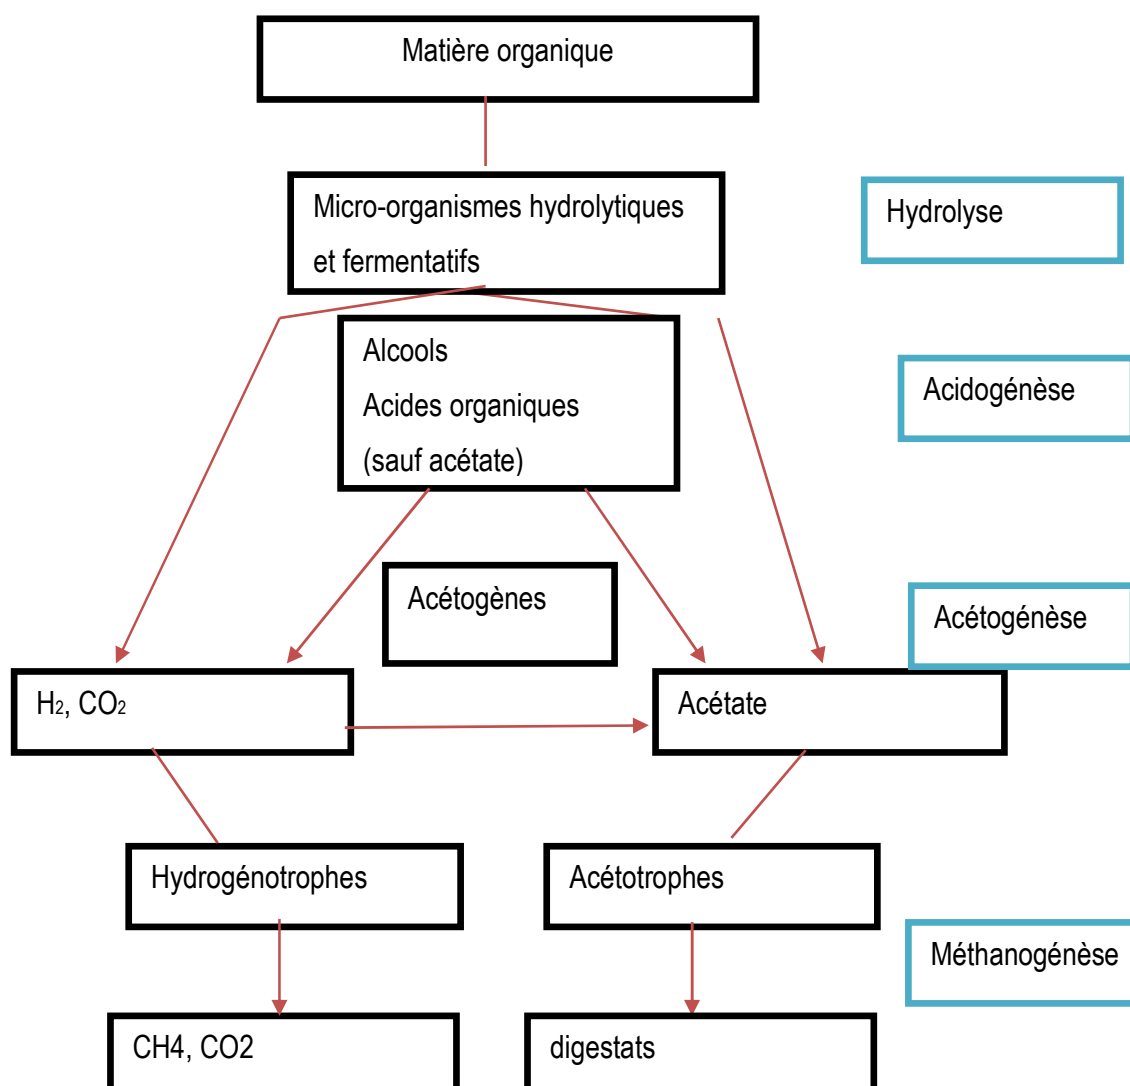 Matière organique
Micro-organismes hydrolytiques
et fermentatifs
Hydrolyse
Alcools
Acides organiques
(sauf acétate)
Acidogénèse
Acétogènes
Acétogénèse
H₂, CO₂
Acétate
Hydrogénotrophes
Acétotrophes
Méthanogénèse
CH4, CO2
digestats